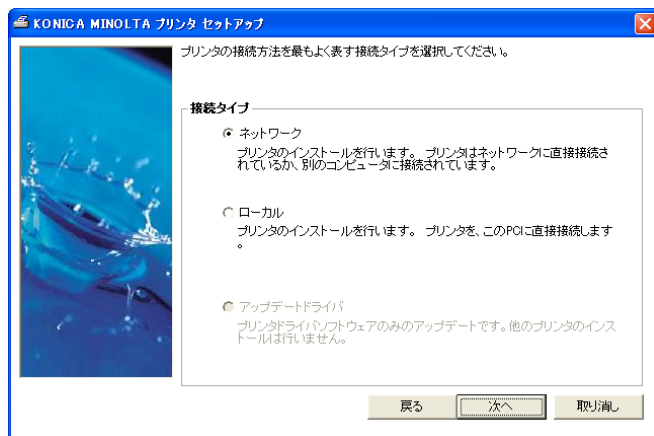 KONICA MINOLTA プリンタ セットアップ
プリンタの接続方法を最もよく表す接続タイプを選択してください。
接続タイプ
ネットワーク
プリンタのインストールを行います。 プリンタはネットワークに直接接続さ
れているか、別のコンピュータに接続されています。
ローカル
プリンタのインストールを行います。 プリンタを、このPCに直接接続します
。
アップデートドライバ
プリンタドライバソフトウェアのみのアップデートです。他のプリンタのインス
トールは行いません。
戻る 次へ 取り消し